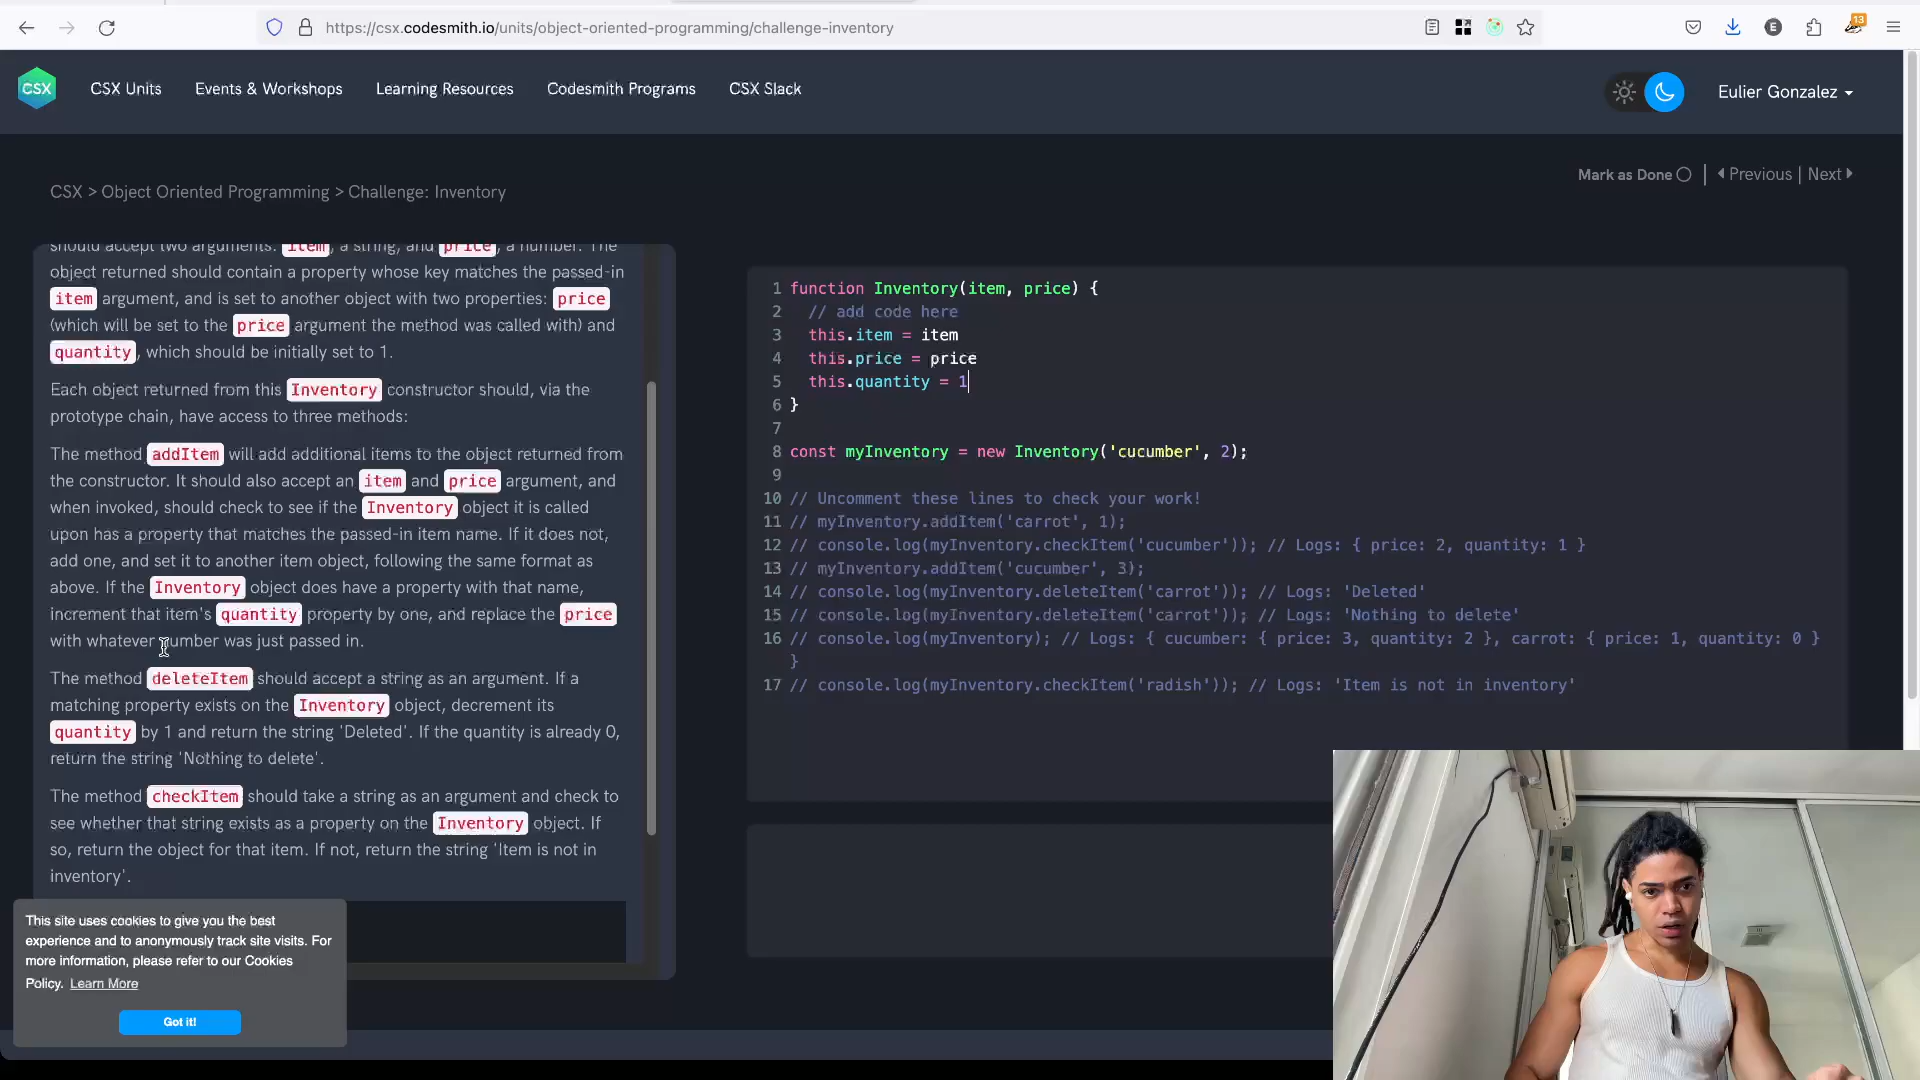 https://csx.codesmith.io/units/object-oriented-programming/challenge-inventory
E
13
CSX
CSX Units
Events & Workshops
Learning Resources
Codesmith Programs
CSX Slack
Eulier Gonzalez
CSX > Object Oriented Programming > Challenge: Inventory
Mark as Done
Previous | Next
should accept two arguments: item, a string, and price, a number. The
object returned should contain a property whose key matches the passed-in
item argument, and is set to another object with two properties: price
(which will be set to the price argument the method was called with) and
quantity, which should be initially set to 1.
Each object returned from this Inventory constructor should, via the
prototype chain, have access to three methods:
The method addItem will add additional items to the object returned from
the constructor. It should also accept an item and price argument, and
when invoked, should check to see if the Inventory object it is called
upon has a property that matches the passed-in item name. If it does not,
add one, and set it to another item object, following the same format as
above. If the Inventory object does have a property with that name,
increment that item's quantity property by one, and replace the price
with whatever number was just passed in.
The method deleteItem should accept a string as an argument. If a
matching property exists on the Inventory object, decrement its
quantity by 1 and return the string 'Deleted'. If the quantity is already 0,
return the string 'Nothing to delete'.
The method checkItem should take a string as an argument and check to
see whether that string exists as a property on the Inventory object. If
so, return the object for that item. If not, return the string 'Item is not in
inventory'.
1 function Inventory(item, price) {
2 // add code here
3 this.item = item
4 this.price = price
5 this.quantity = 1
6 }
7
8 const myInventory = new Inventory('cucumber', 2);
9
10 // Uncomment these lines to check your work!
11 // myInventory.addItem('carrot', 1);
12 // console.log(myInventory.checkItem('cucumber')); // Logs: { price: 2, quantity: 1 }
13 // myInventory.addItem('cucumber', 3);
14 // console.log(myInventory.deleteItem('carrot')); // Logs: 'Deleted'
15 // console.log(myInventory.deleteItem('carrot')); // Logs: 'Nothing to delete'
16 // console.log(myInventory); // Logs: { cucumber: { price: 3, quantity: 2 }, carrot: { price: 1, quantity: 0 }
}
17 // console.log(myInventory.checkItem('radish')); // Logs: 'Item is not in inventory'
This site uses cookies to give you the best
experience and to anonymously track site visits. For
more information, please refer to our Cookies
Policy. Learn More
Got it!